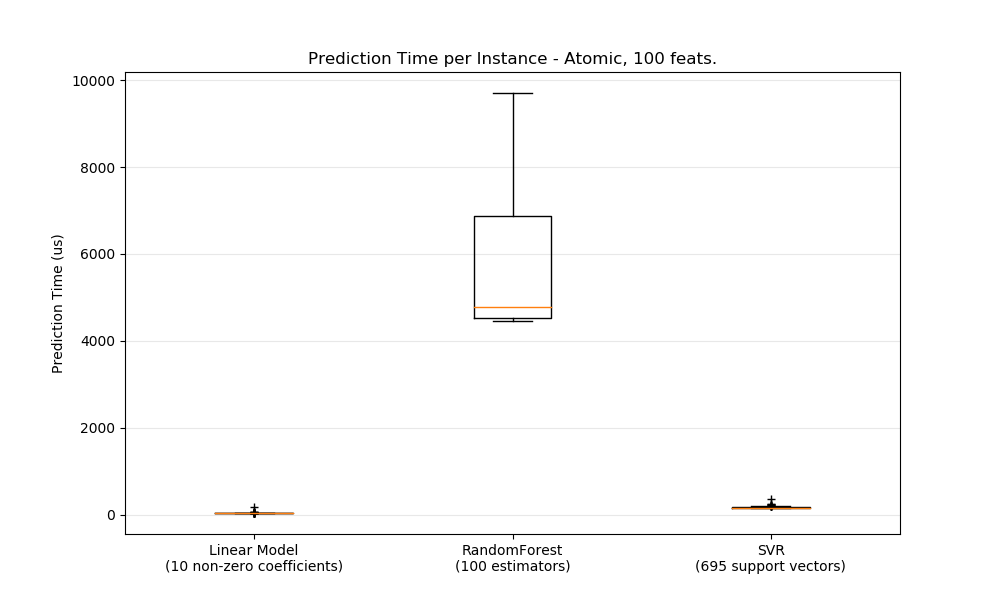 Prediction Time per Instance - Atomic, 100 feats.
Prediction Time (us)
10000
8000
6000
4000
2000
0
Linear Model
(10 non-zero coefficients)
RandomForest
(100 estimators)
SVR
(695 support vectors)